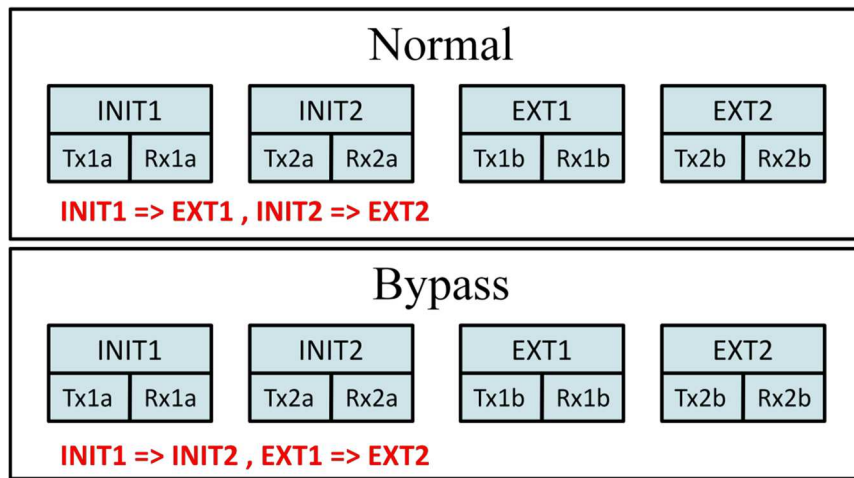 Normal
INIT1 INIT2 EXT1 EXT2
Tx1a Rx1a Tx2a Rx2a Tx1b Rx1b Tx2b Rx2b
INIT1 => EXT1 , INIT2 => EXT2
Bypass
INIT1 INIT2 EXT1 EXT2
Tx1a Rx1a Tx2a Rx2a Tx1b Rx1b Tx2b Rx2b
INIT1 => INIT2 , EXT1 => EXT2